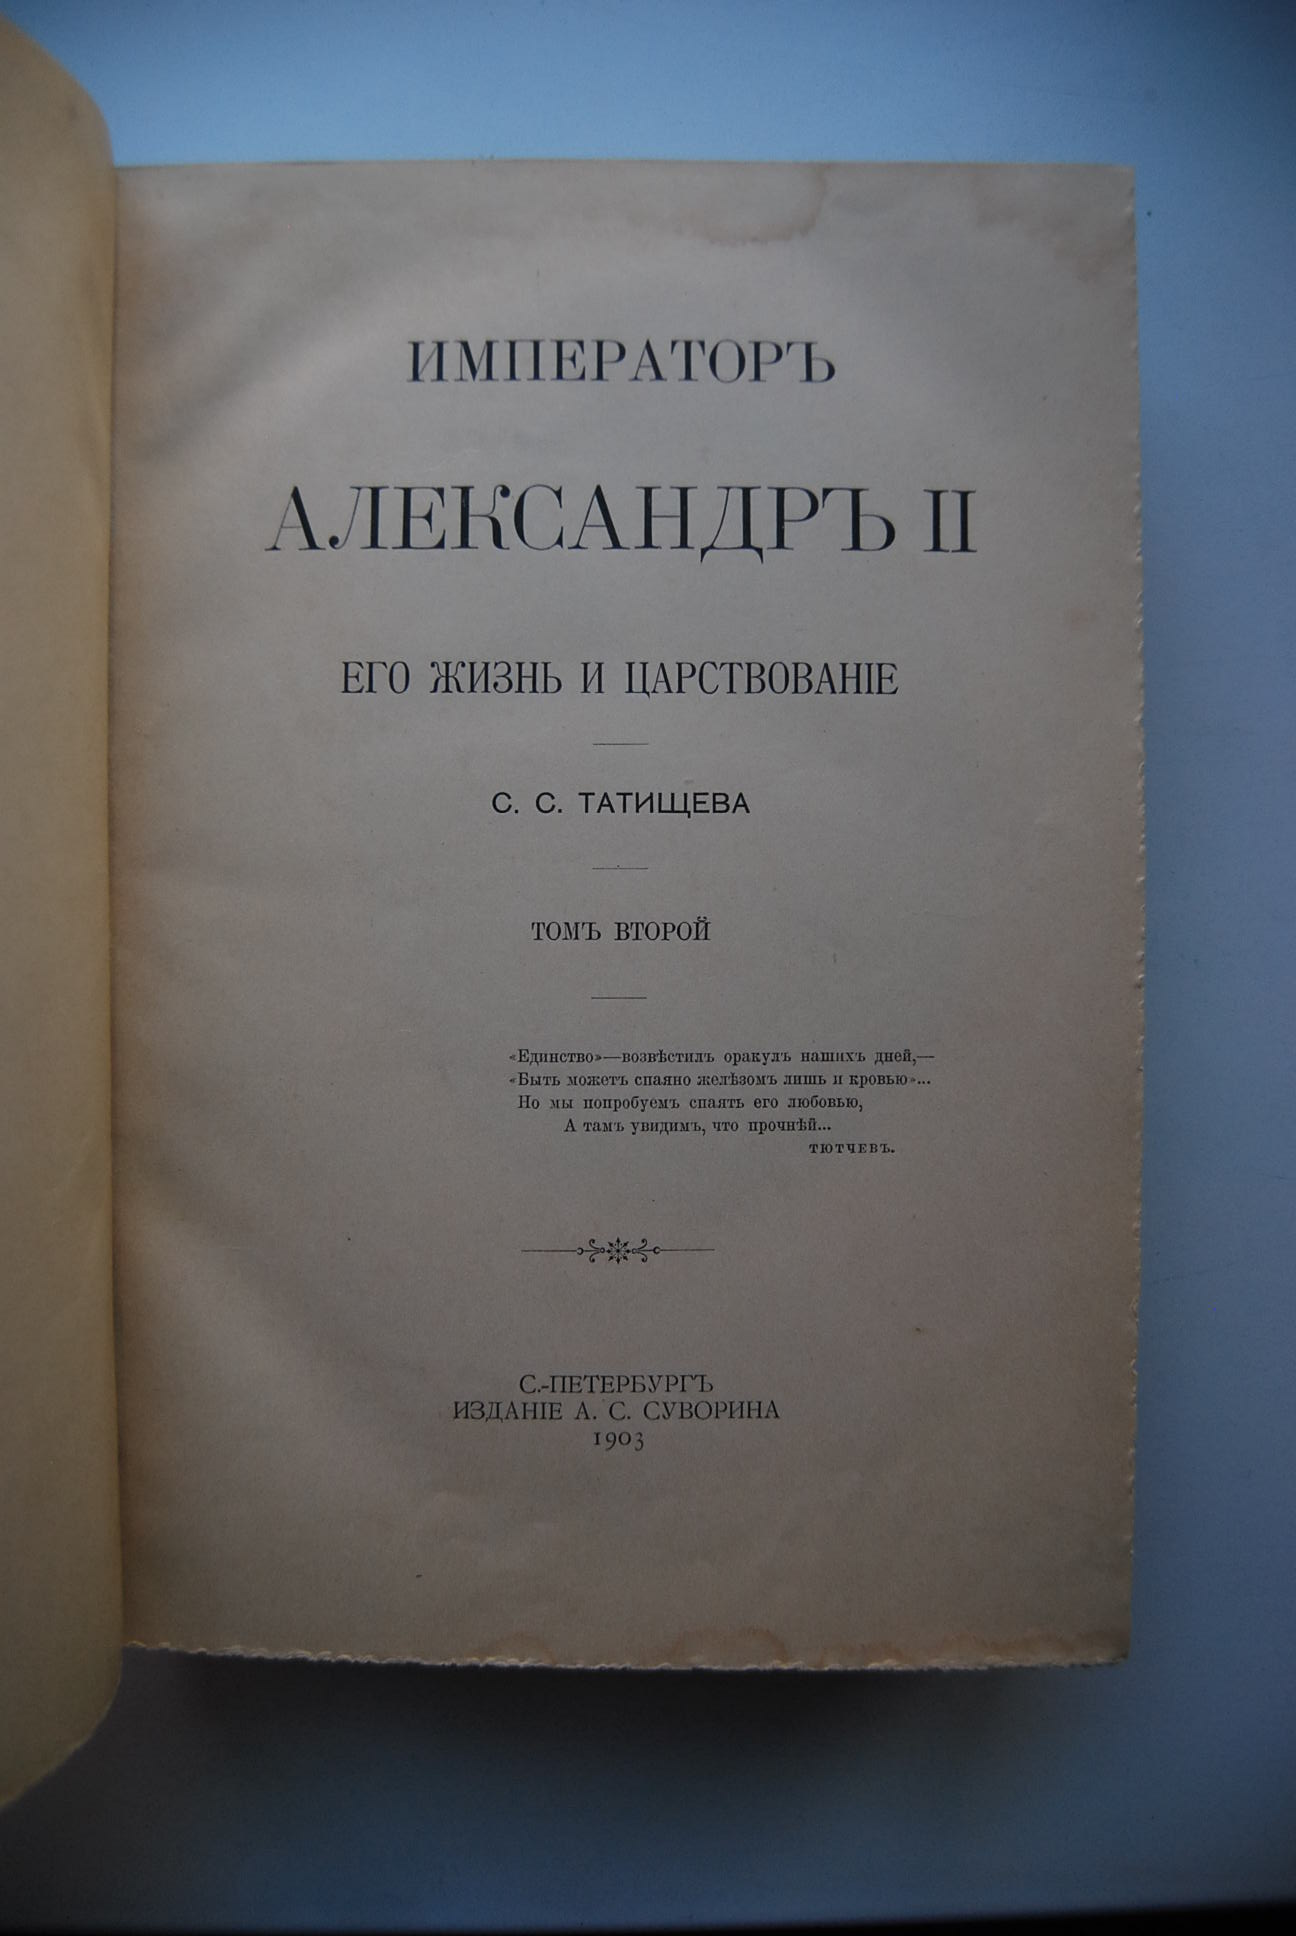 ИМПЕРАТОРЪ
АЛЕКСАНДРЪ II
ЕГО ЖИЗНЬ И ЦАРСТВОВАНІЕ
С. С. ТАТИЩЕВА
ТОМЪ ВТОРОЙ
«Единство»—возвѣстилъ оракулъ нашихъ дней,—
«Быть можетъ спаяно желѣзомъ лишь и кровью»...
Но мы попробуемъ спаять его любовью,
А тамъ увидимъ, что прочнѣй...
ТЮТЧЕВЪ.
С.-ПЕТЕРБУРГЪ
ИЗДАНІЕ А. С. СУВОРИНА
1903